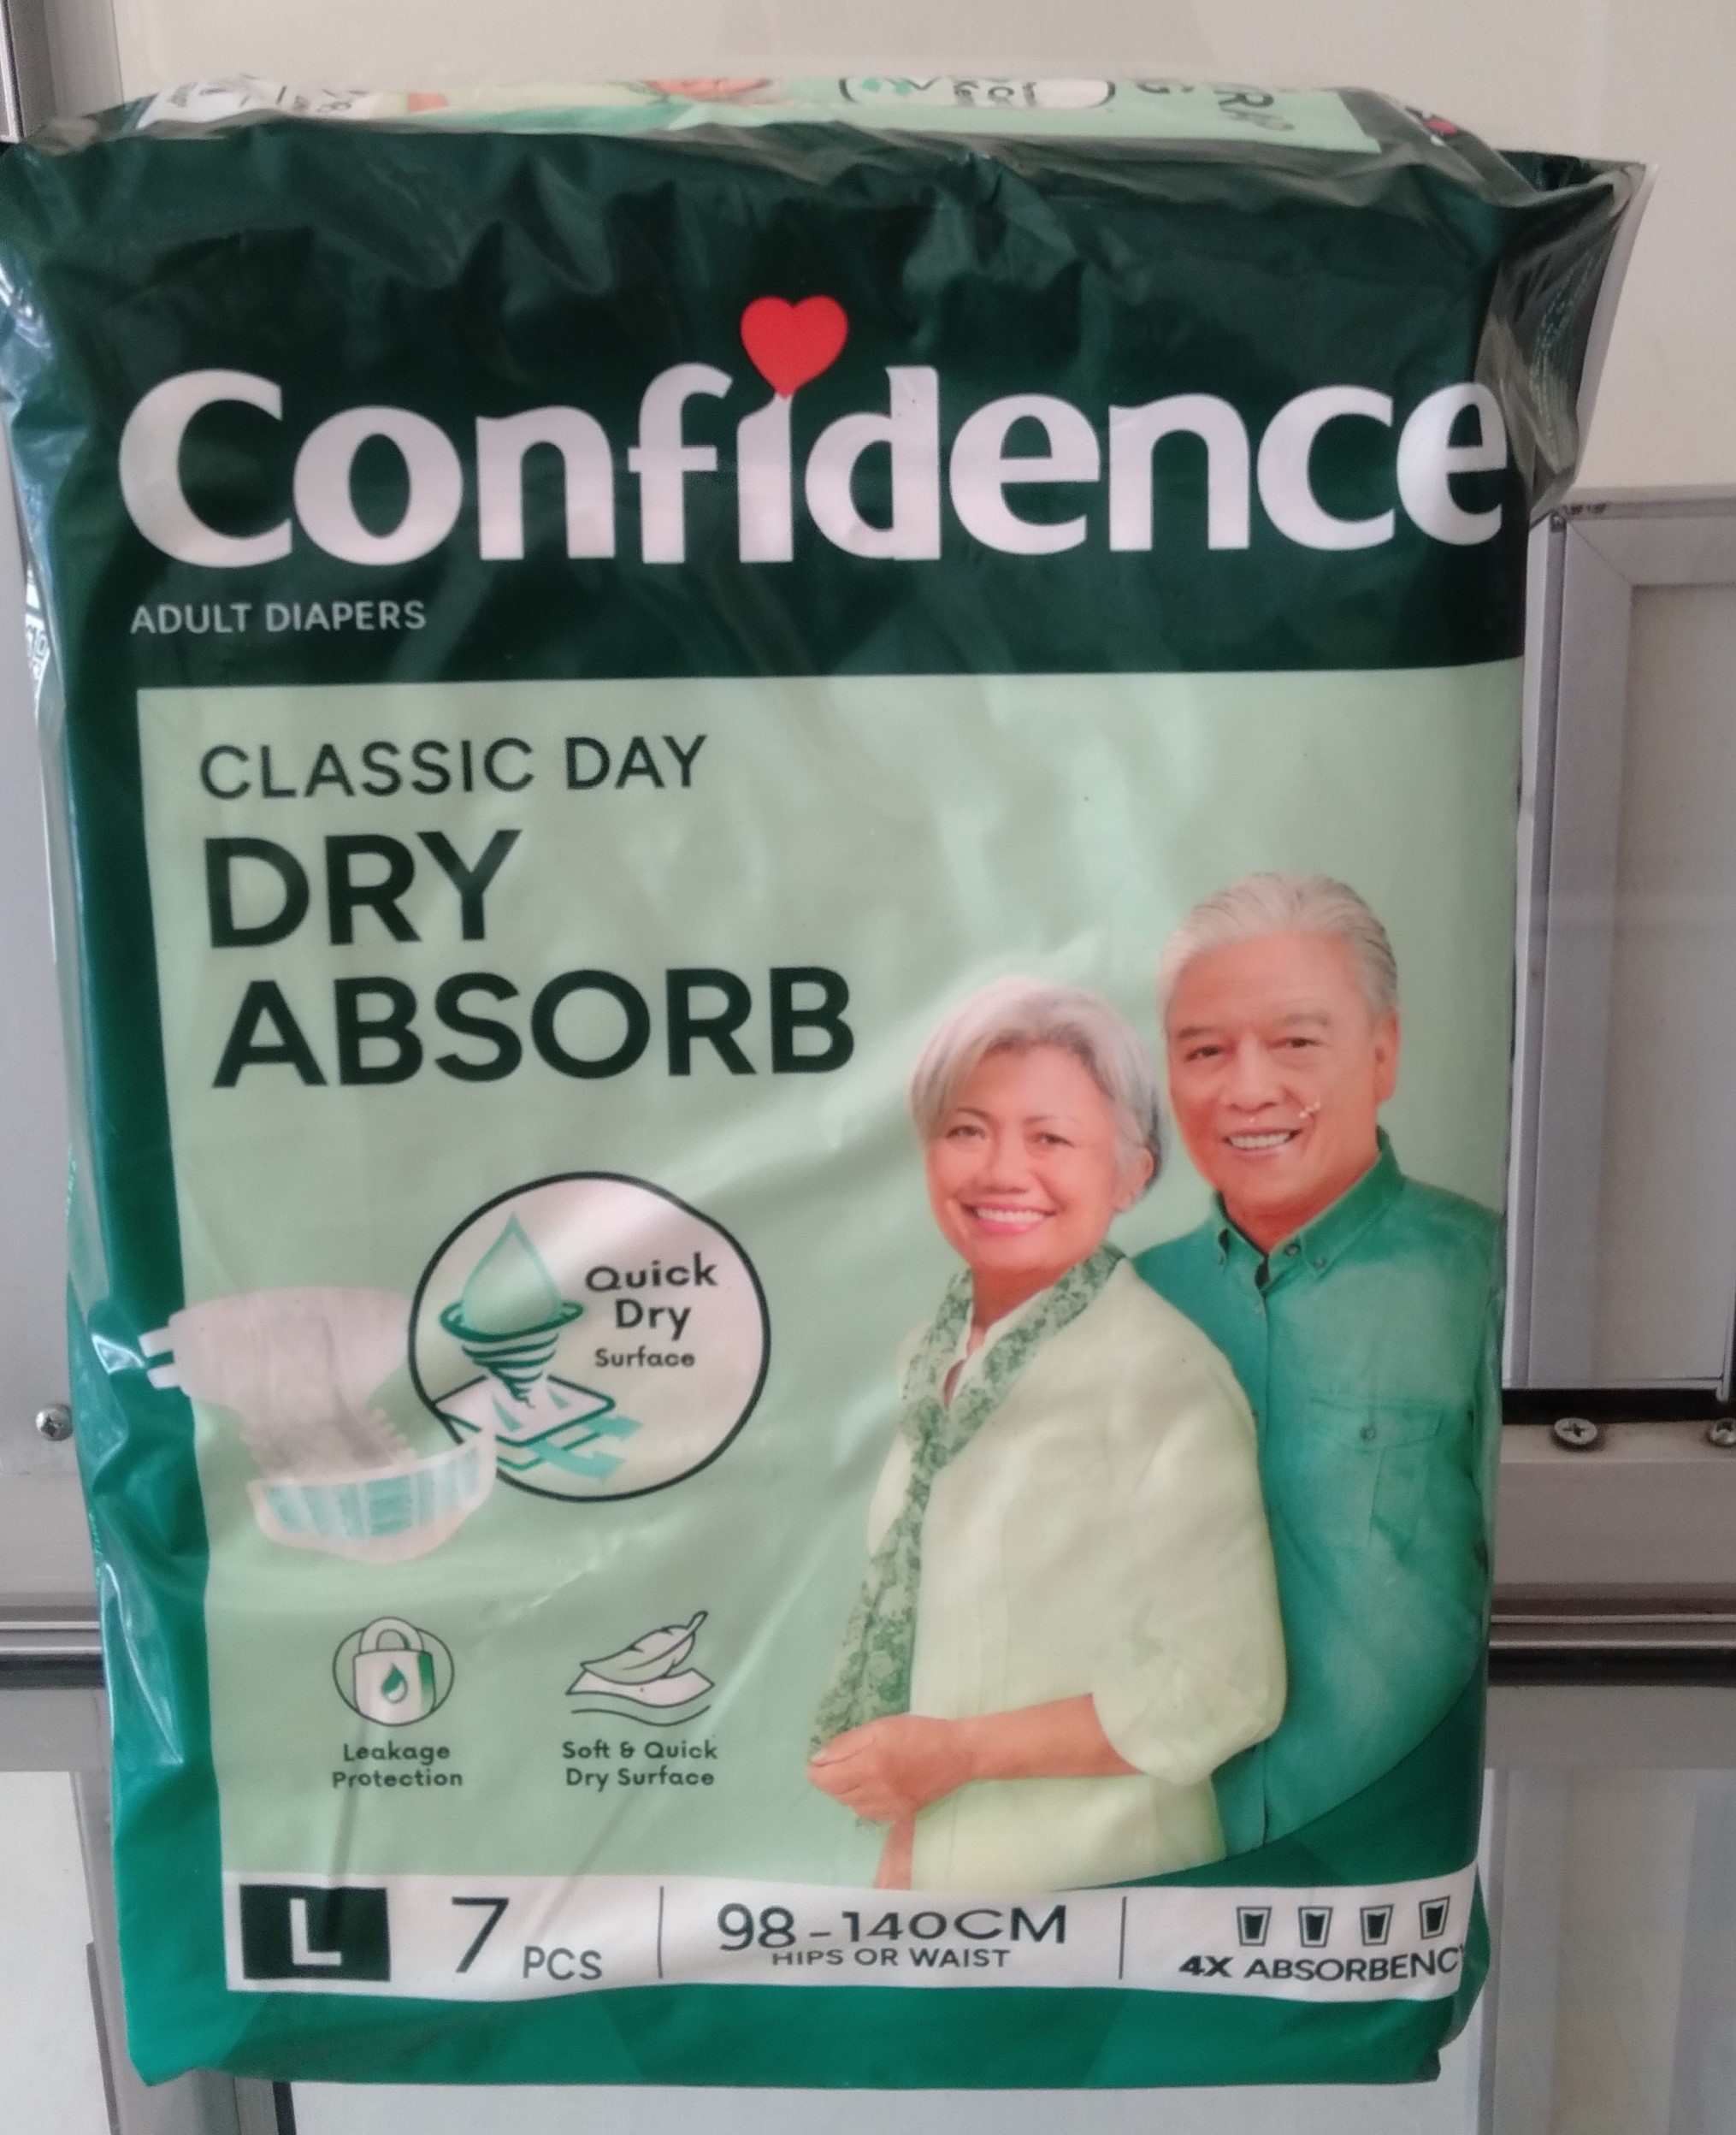 Confidence
ADULT DIAPERS
CLASSIC DAY
DRY
ABSORB
Quick
Dry
Surface
Leakage
Protection
Soft & Quick
Dry Surface
L
7 PCS
98-140CM
HIPS OR WAIST
4X ABSORBENC